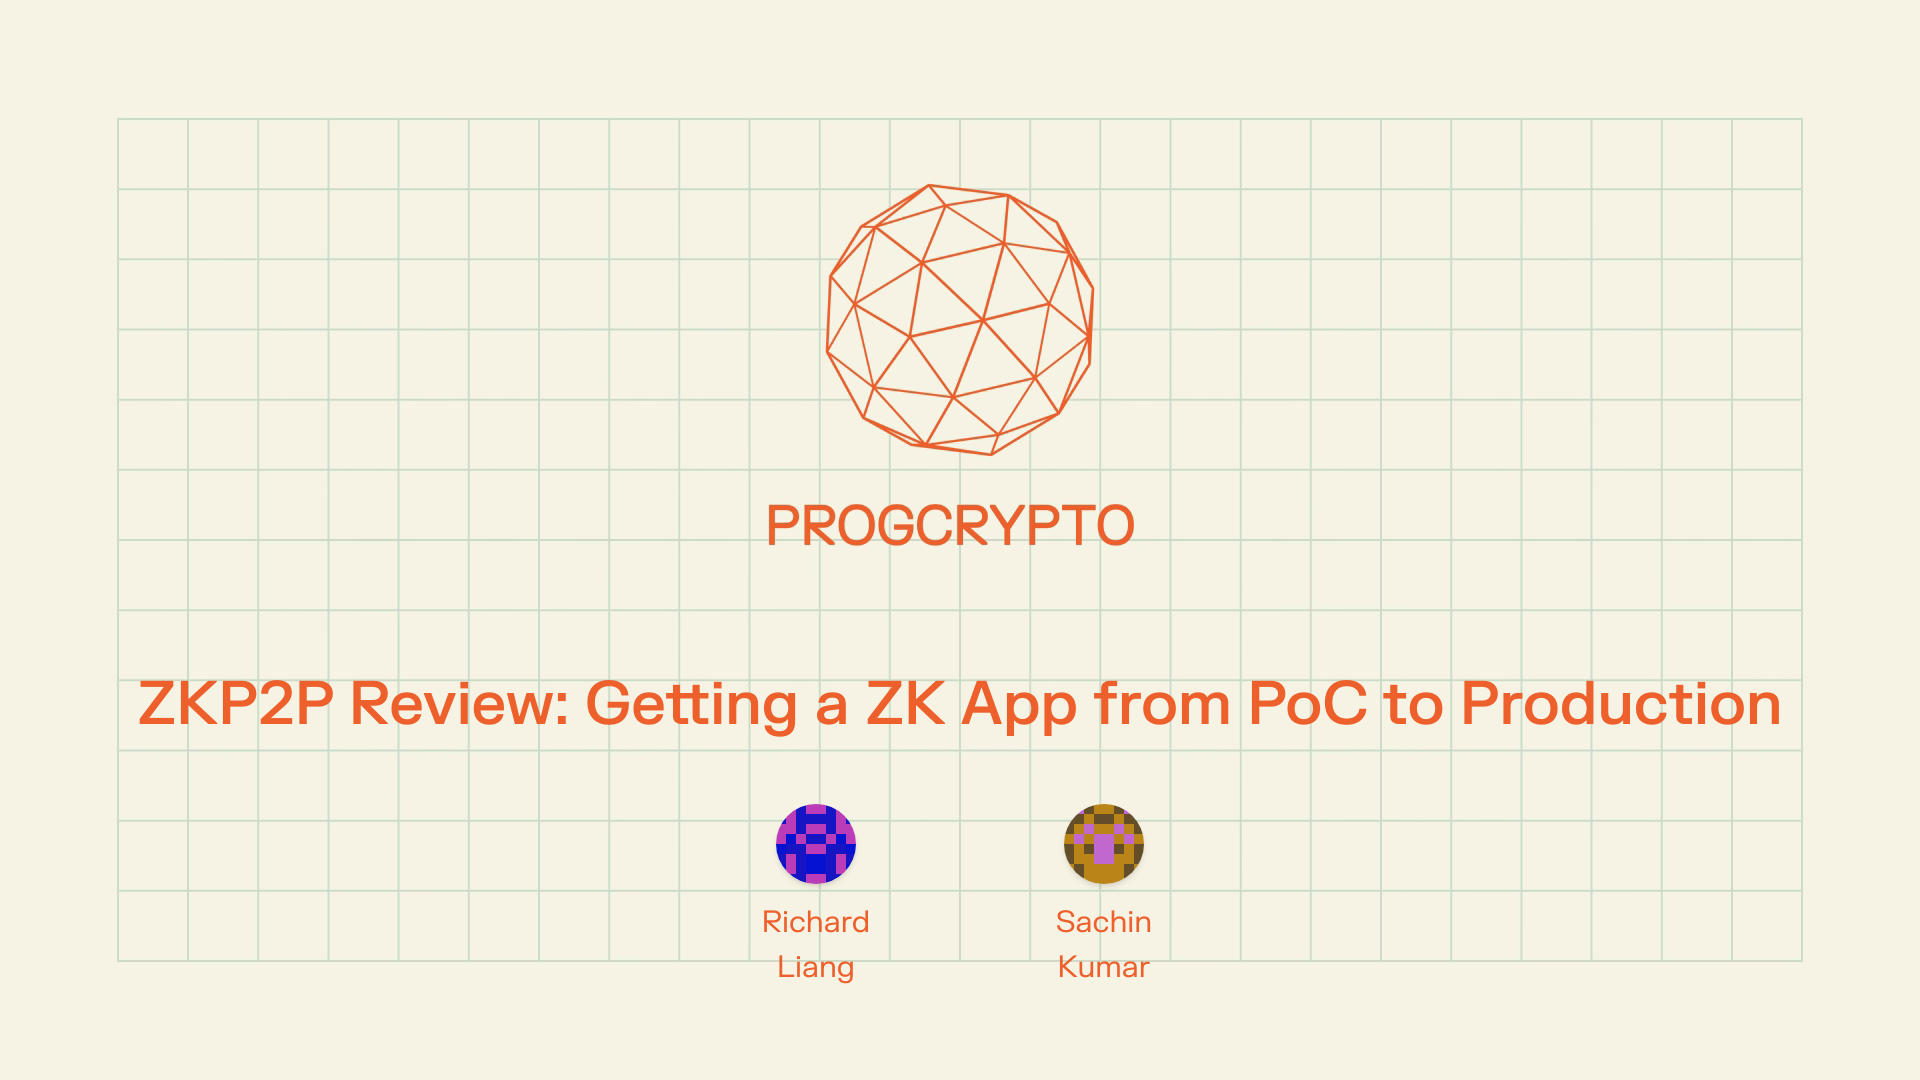 PROGCRYPTO
ZKP2P Review: Getting a ZK App from PoC to Production
Richard
Liang
Sachin
Kumar